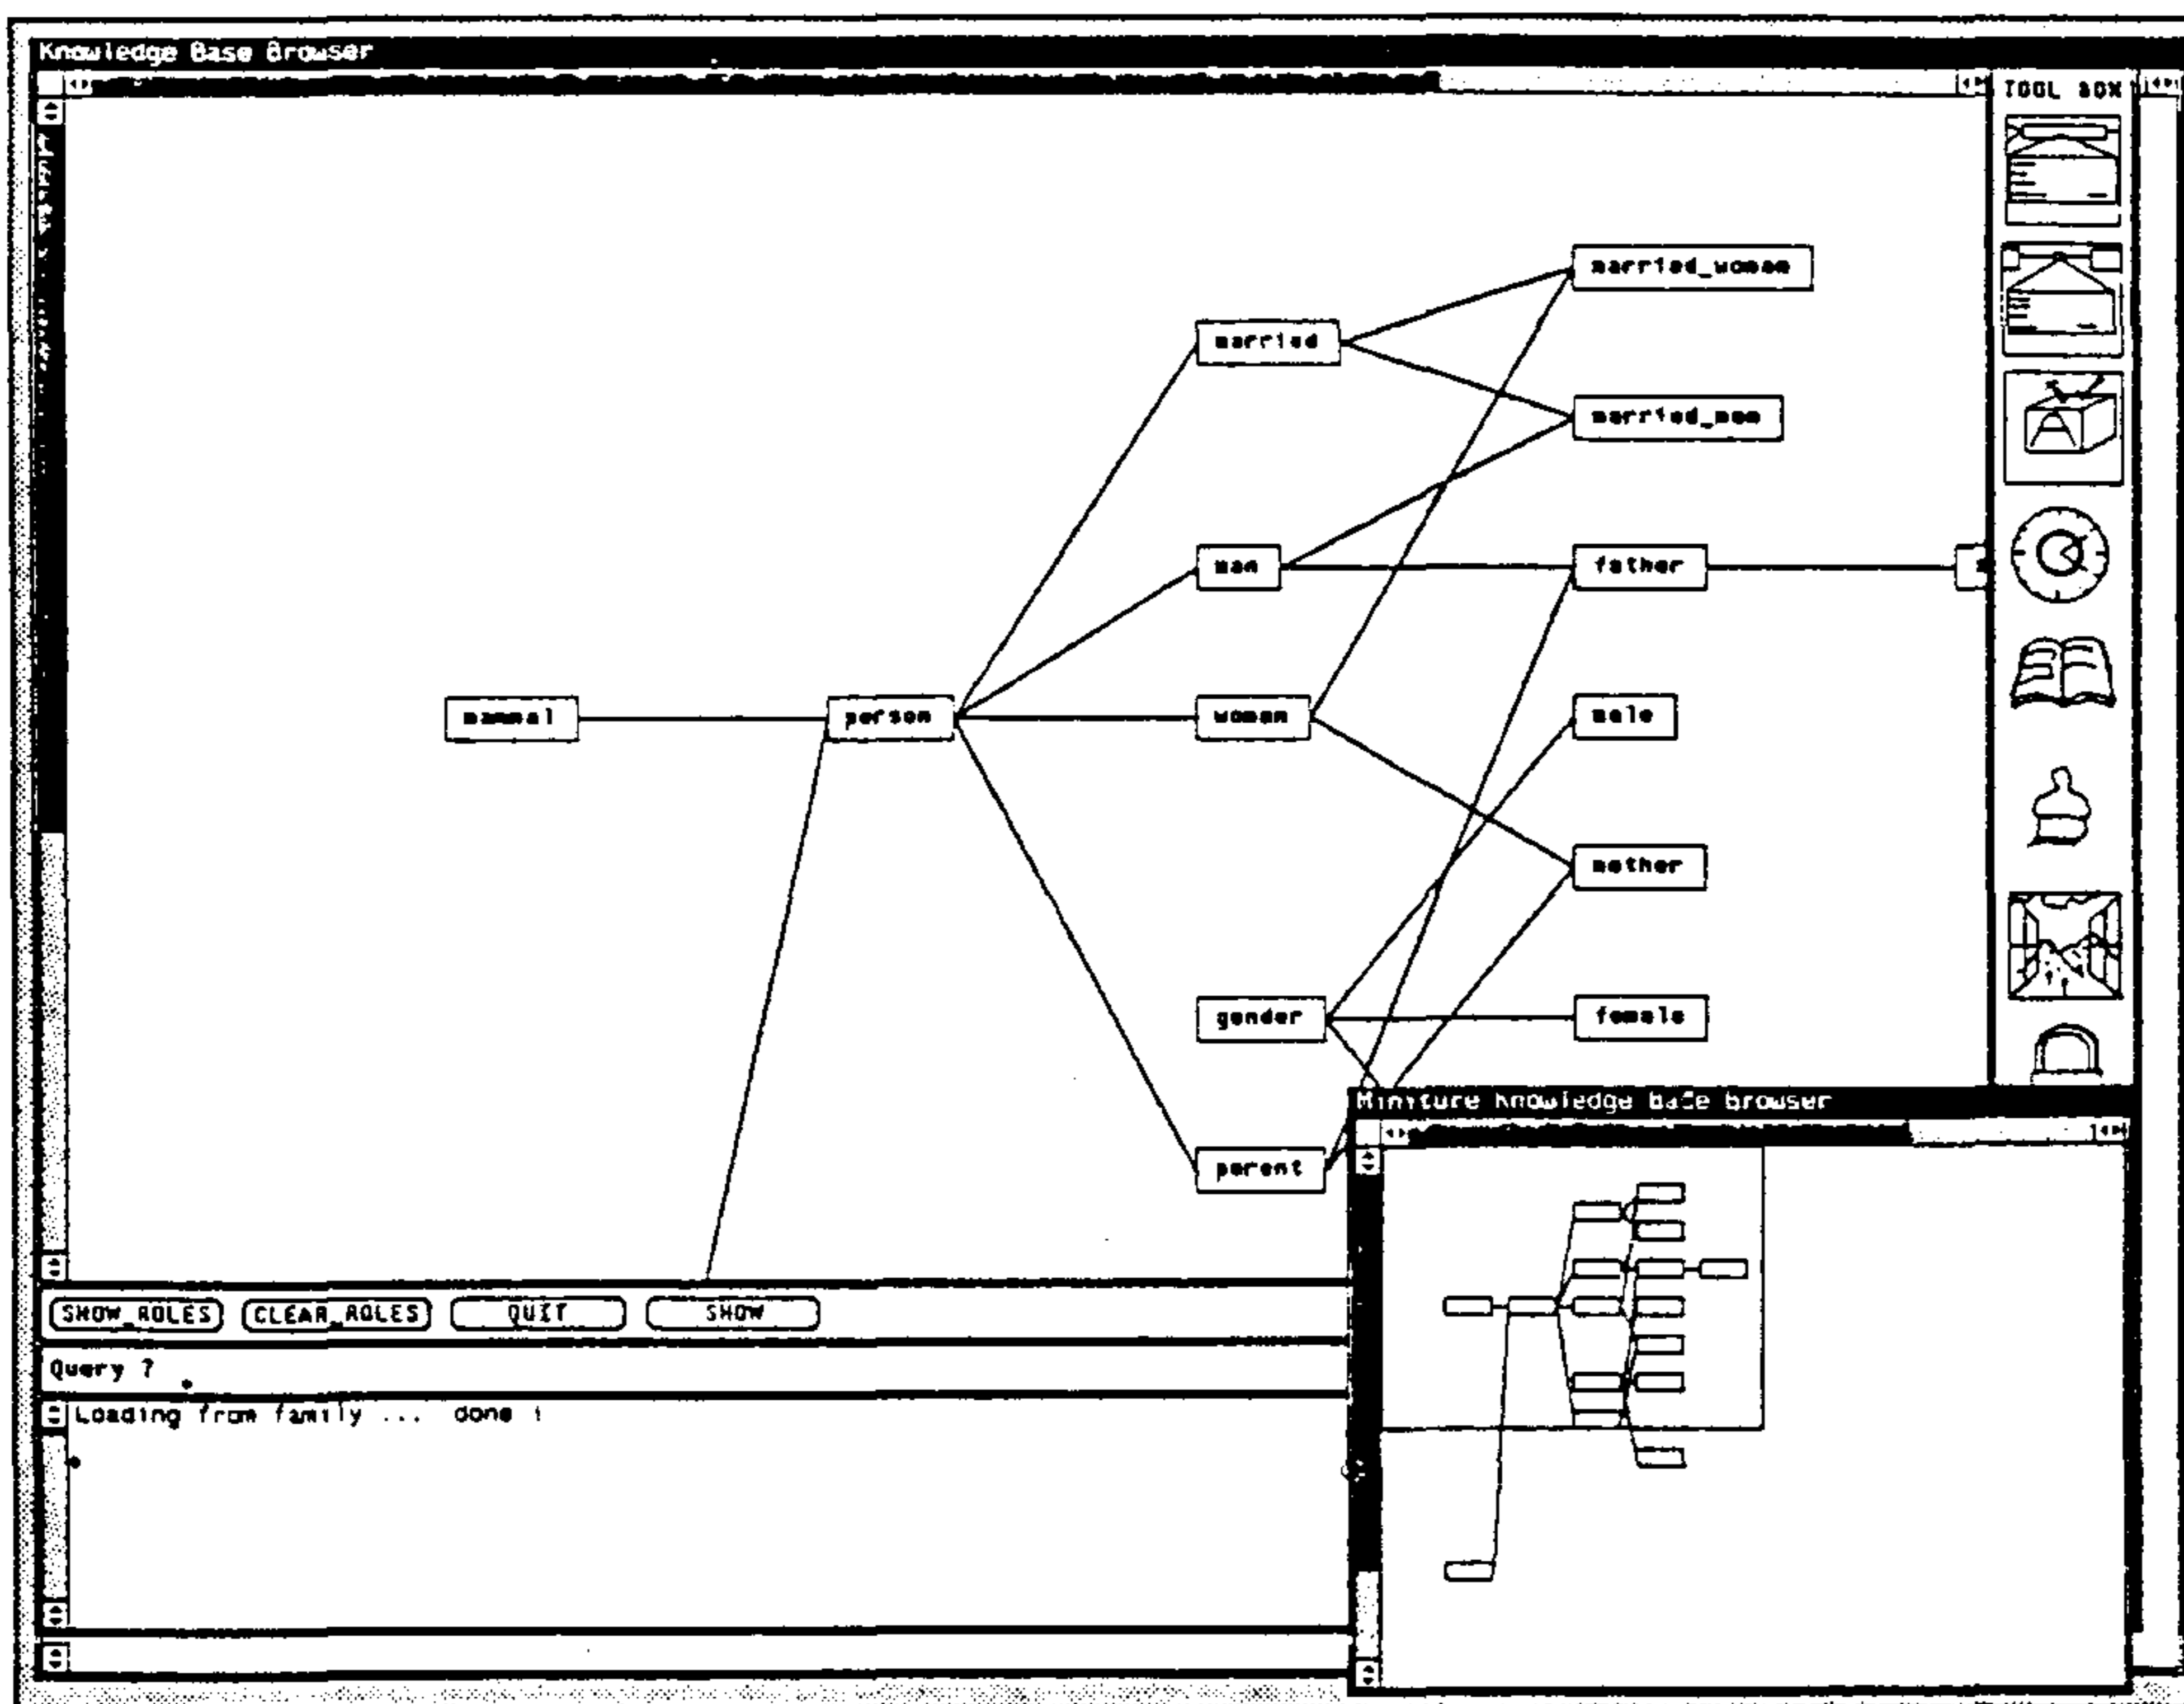 Knowledge Base Browser
TOOL BOX
married_woman
married
married_man
man
father
mammal
person
woman
male
mother
gender
female
Miniture Knowledge Base Browser
parent
SHOW_ROLES
CLEAR_ROLES
QUIT
SHOW
Query ?
Loading from family ... done !